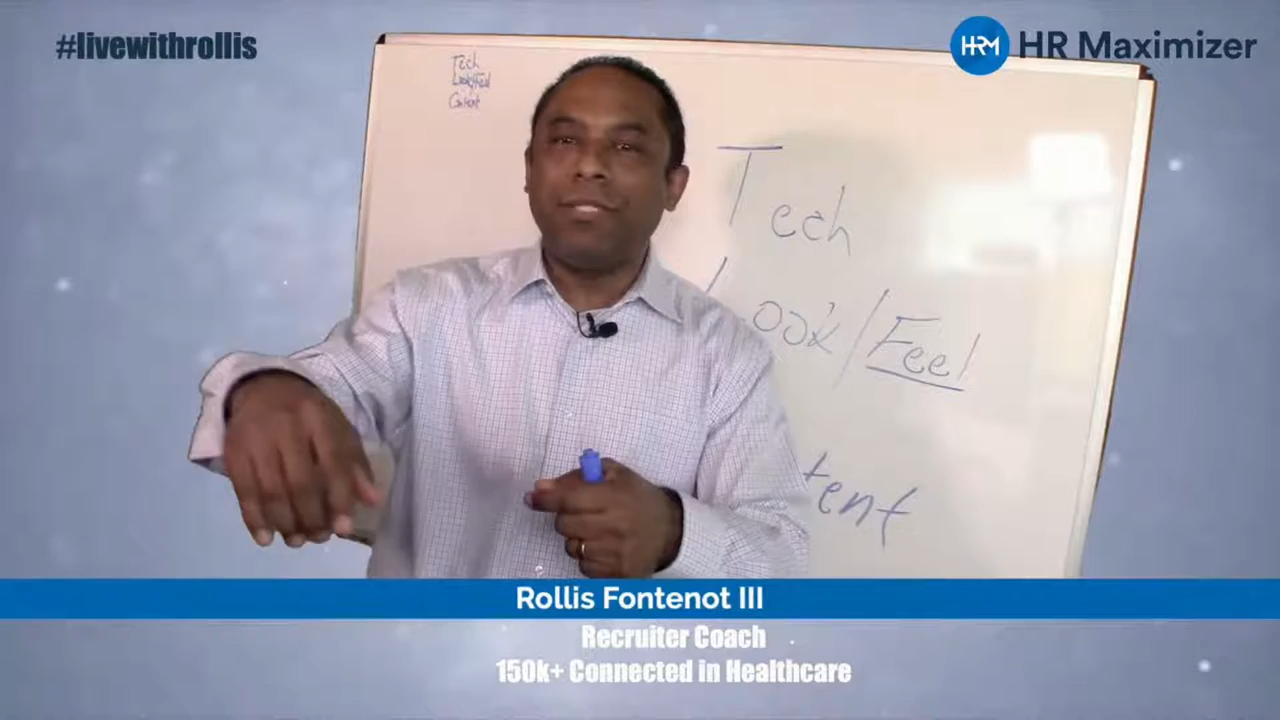 #livewithrollis
HRM HR Maximizer
Tech
Look/Feel
Content
Tech
Look/Feel
tent
Rollis Fontenot III
Recruiter Coach
150k+ Connected in Healthcare